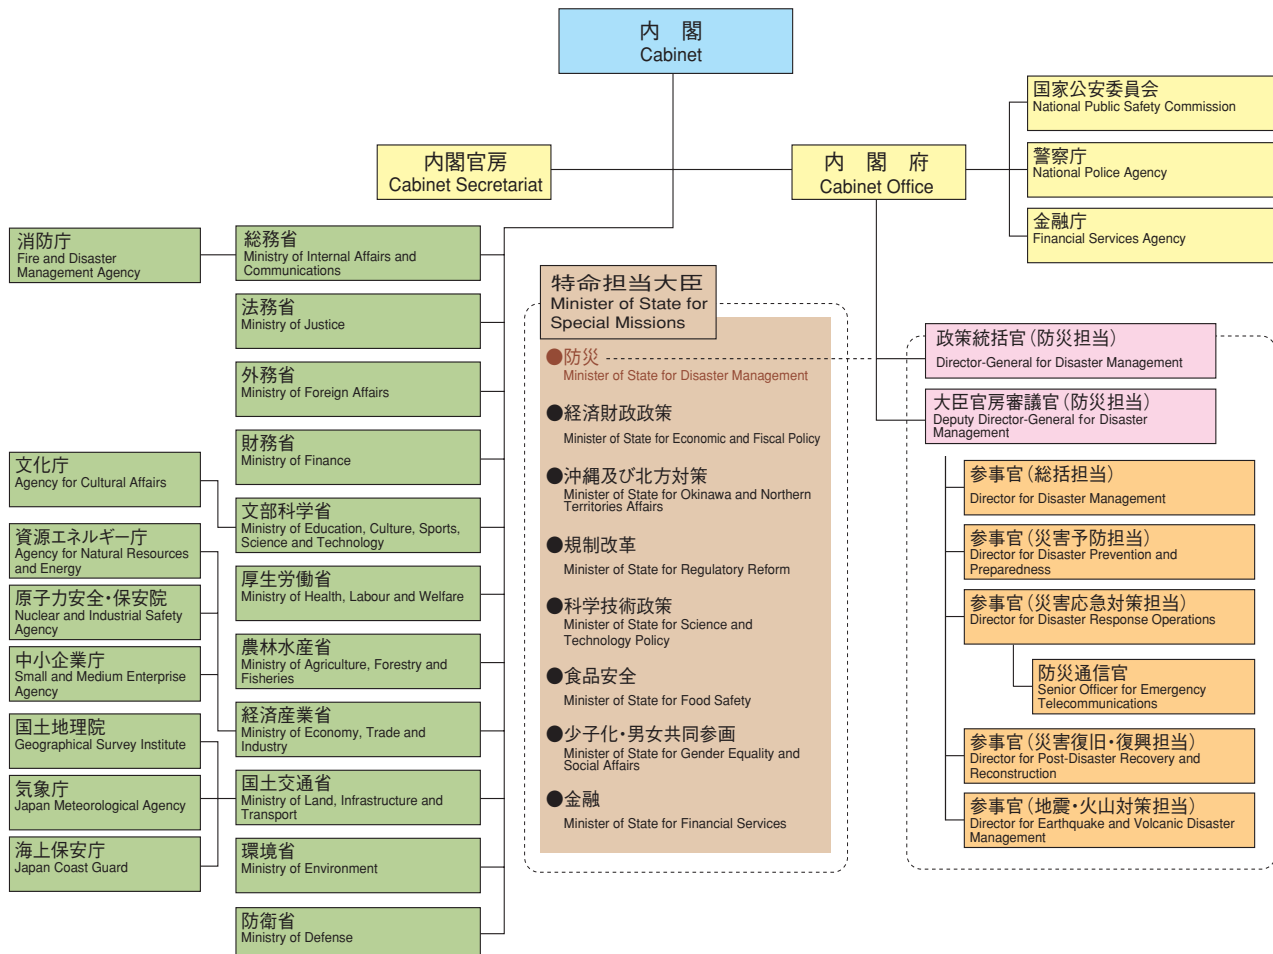 内 閣
Cabinet
内閣官房
Cabinet Secretariat
内 閣 府
Cabinet Office
国家公安委員会
National Public Safety Commission
警察庁
National Police Agency
金融庁
Financial Services Agency
消防庁
Fire and Disaster
Management Agency
総務省
Ministry of Internal Affairs and
Communications
法務省
Ministry of Justice
外務省
Ministry of Foreign Affairs
財務省
Ministry of Finance
文化庁
Agency for Cultural Affairs
文部科学省
Ministry of Education, Culture, Sports,
Science and Technology
資源エネルギー庁
Agency for Natural Resources
and Energy
原子力安全・保安院
Nuclear and Industrial Safety
Agency
中小企業庁
Small and Medium Enterprise
Agency
厚生労働省
Ministry of Health, Labour and Welfare
農林水産省
Ministry of Agriculture, Forestry and
Fisheries
経済産業省
Ministry of Economy, Trade and
Industry
国土地理院
Geographical Survey Institute
気象庁
Japan Meteorological Agency
海上保安庁
Japan Coast Guard
国土交通省
Ministry of Land, Infrastructure and
Transport
環境省
Ministry of Environment
防衛省
Ministry of Defense
特命担当大臣
Minister of State for
Special Missions
●防災
Minister of State for Disaster Management
●経済財政政策
Minister of State for Economic and Fiscal Policy
●沖縄及び北方対策
Minister of State for Okinawa and Northern
Territories Affairs
●規制改革
Minister of State for Regulatory Reform
●科学技術政策
Minister of State for Science and
Technology Policy
●食品安全
Minister of State for Food Safety
●少子化・男女共同参画
Minister of State for Gender Equality and
Social Affairs
●金融
Minister of State for Financial Services
政策統括官(防災担当)
Director-General for Disaster Management
大臣官房審議官(防災担当)
Deputy Director-General for Disaster
Management
参事官(総括担当)
Director for Disaster Management
参事官(災害予防担当)
Director for Disaster Prevention and
Preparedness
参事官(災害応急対策担当)
Director for Disaster Response Operations
防災通信官
Senior Officer for Emergency
Telecommunications
参事官(災害復旧・復興担当)
Director for Post-Disaster Recovery and
Reconstruction
参事官(地震・火山対策担当)
Director for Earthquake and Volcanic Disaster
Management